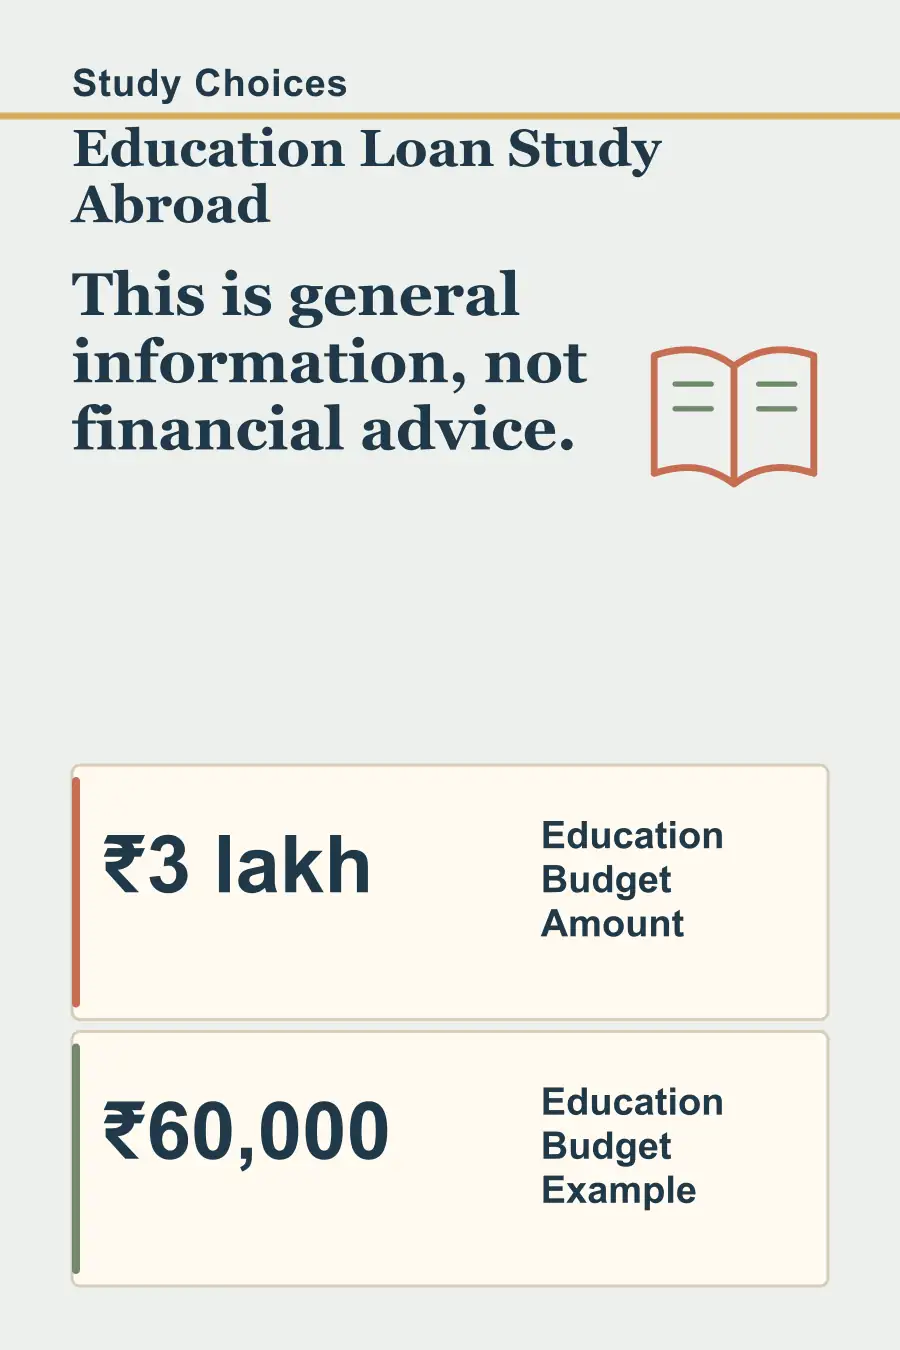 Study Choices
Education Loan Study
Abroad
This is general
information, not
financial advice.
₹3 lakh
Education
Budget
Amount
₹60,000
Education
Budget
Example